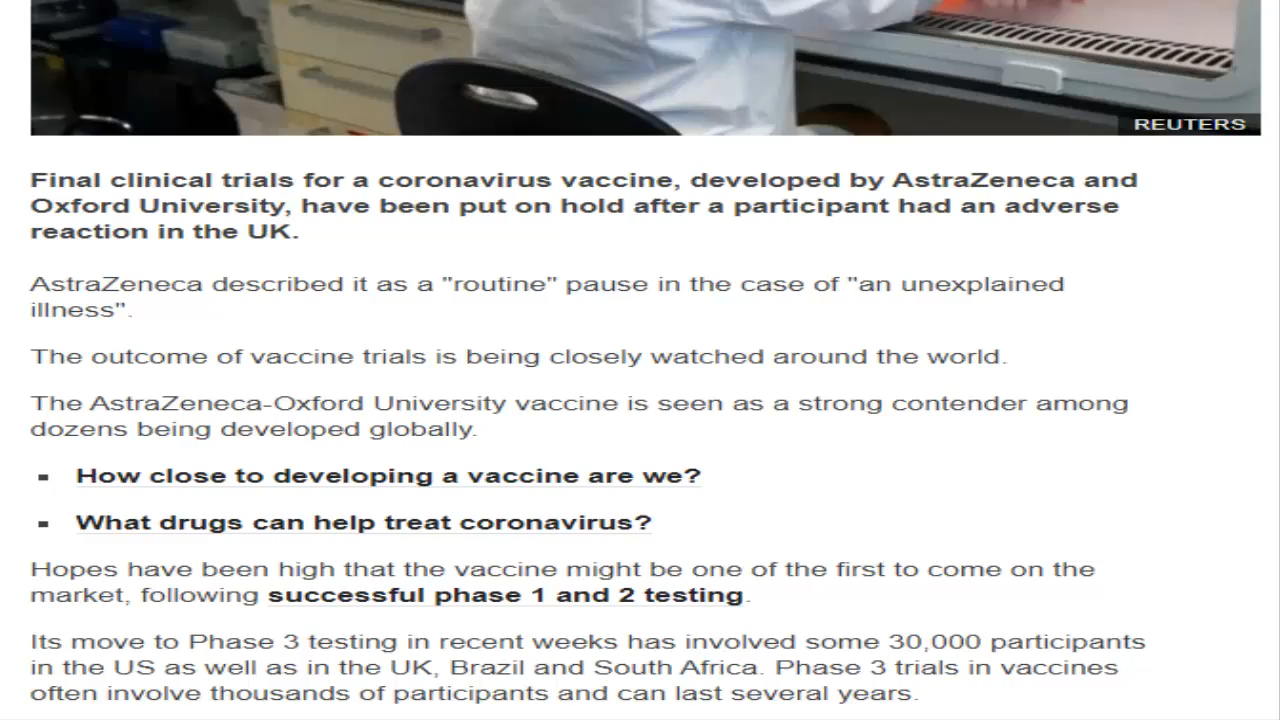 REUTERS
Final clinical trials for a coronavirus vaccine, developed by AstraZeneca and
Oxford University, have been put on hold after a participant had an adverse
reaction in the UK.
AstraZeneca described it as a "routine" pause in the case of "an unexplained
illness".
The outcome of vaccine trials is being closely watched around the world.
The AstraZeneca-Oxford University vaccine is seen as a strong contender among
dozens being developed globally.
How close to developing a vaccine are we?
What drugs can help treat coronavirus?
Hopes have been high that the vaccine might be one of the first to come on the
market, following successful phase 1 and 2 testing.
Its move to Phase 3 testing in recent weeks has involved some 30,000 participants
in the US as well as in the UK, Brazil and South Africa. Phase 3 trials in vaccines
often involve thousands of participants and can last several years.